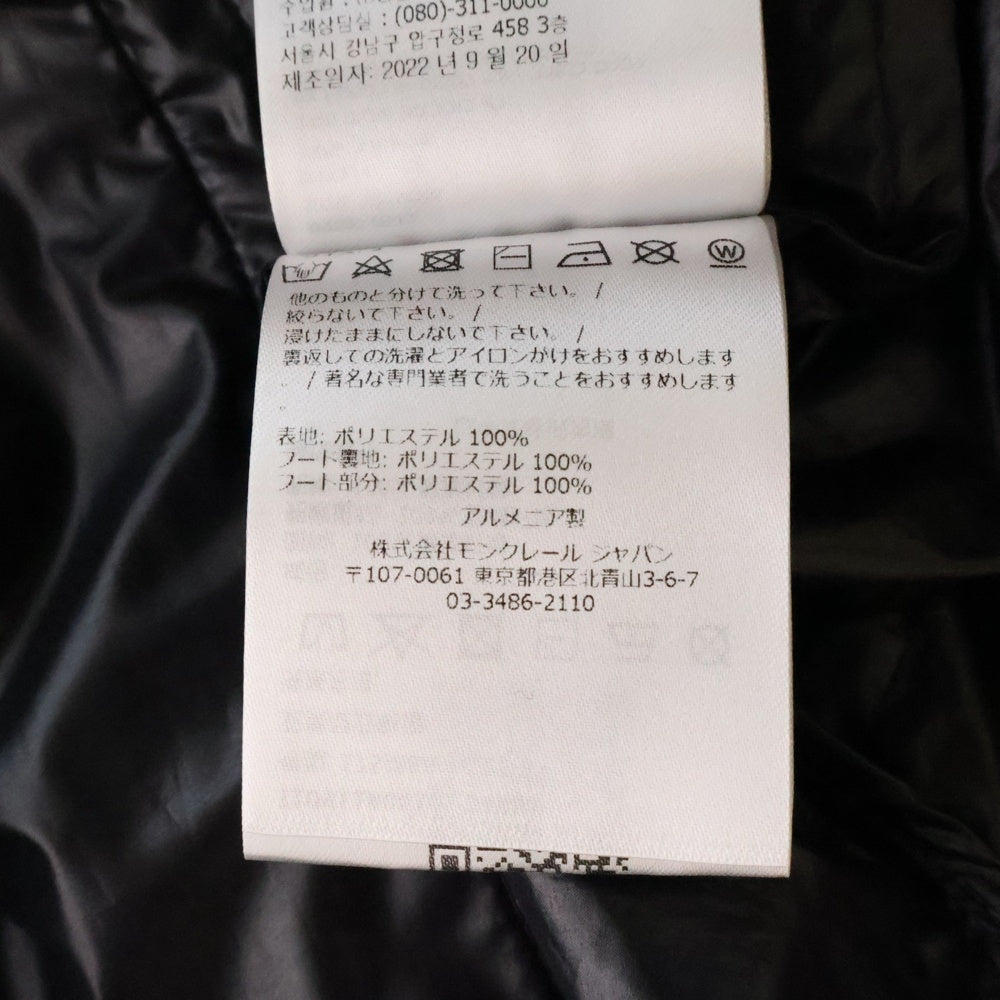 고객상담실 : (080)-311-0000
서울시 강남구 압구정로 458 3층
제조일자: 2022 년 9 월 20 일
W
他のものと分けて洗って下さい。 /
絞らないで下さい。 /
浸けたままにしないで下さい。 /
裏返しての洗濯とアイロンがけをおすすめします
。 / 著名な専門業者で洗うことをおすすめします
。
表地: ポリエステル 100%
フード裏地: ポリエステル 100%
フード部分: ポリエステル 100%
アルメニア製
株式会社モンクレール ジャパン
〒107-0061 東京都港区北青山3-6-7
03-3486-2110